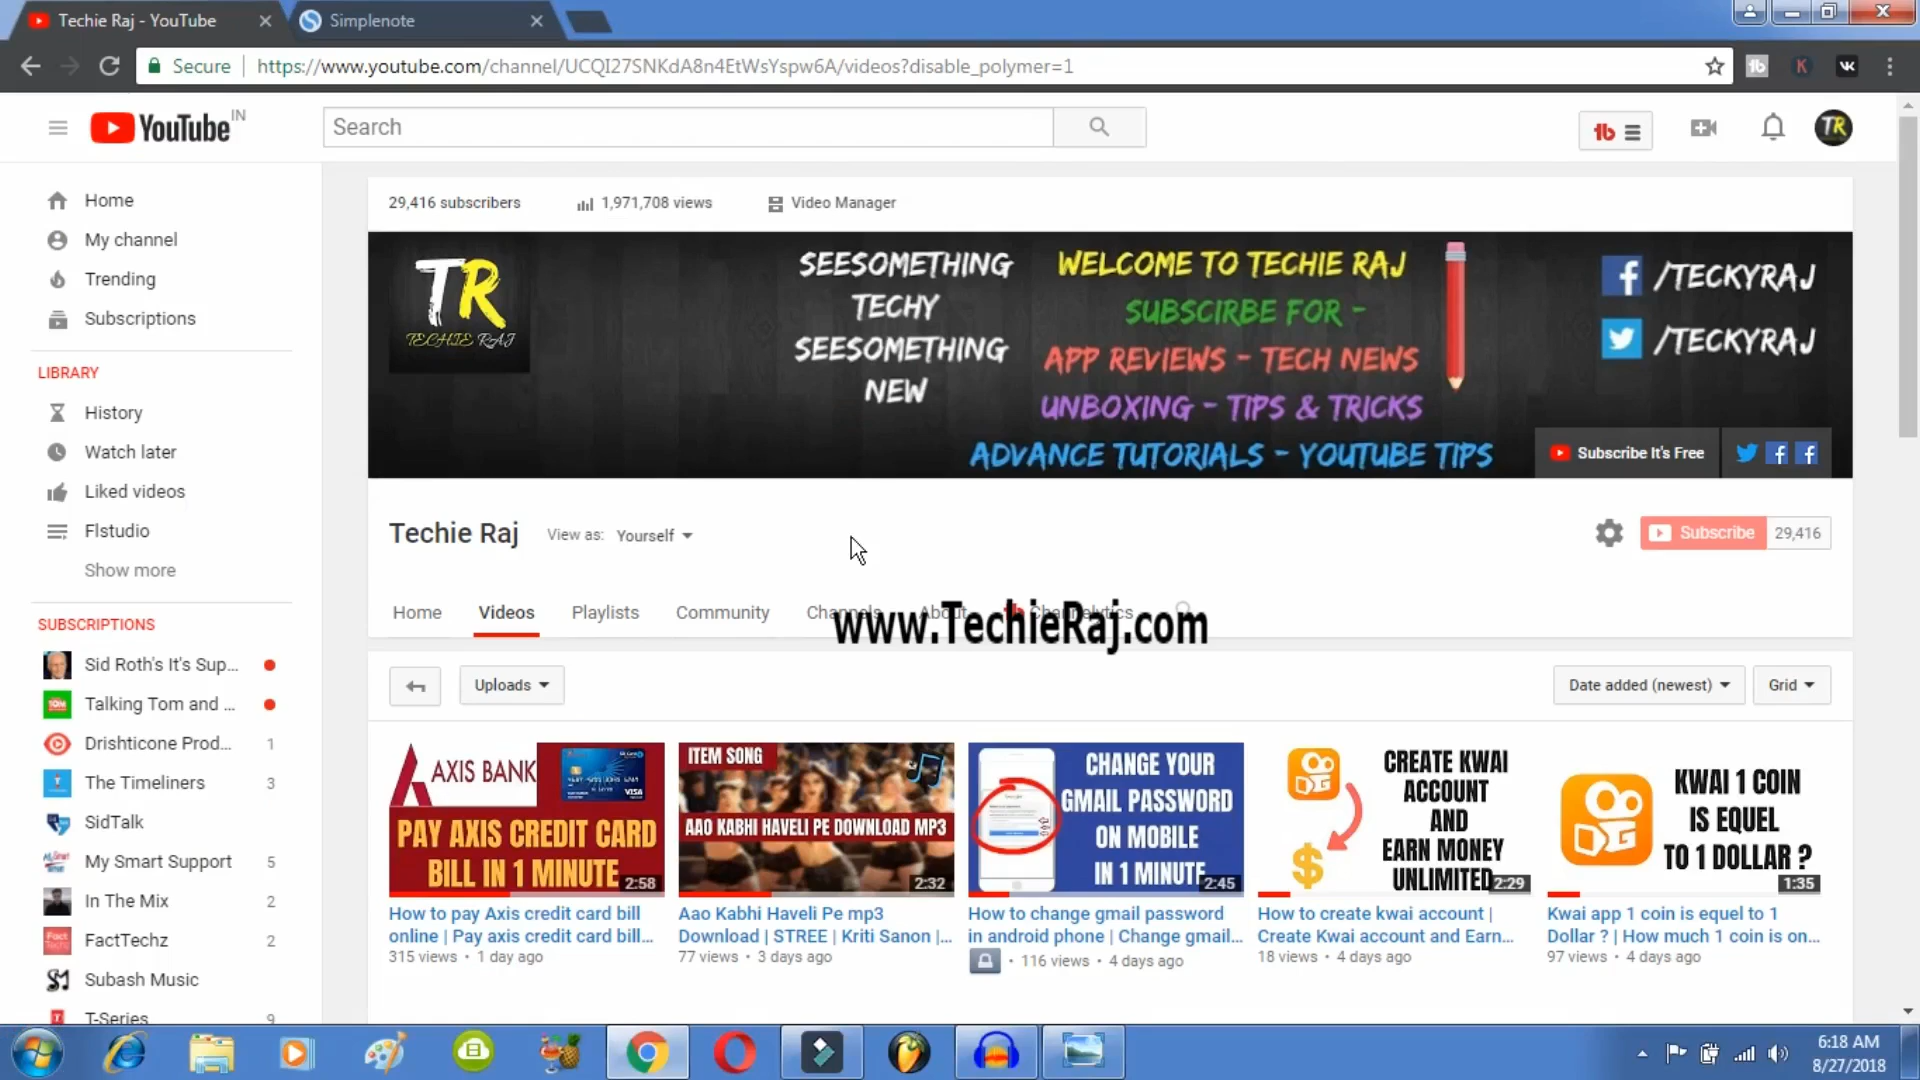 Techie Raj - YouTube
Simplenote
Secure
https://www.youtube.com/channel/UCQI27SNKdA8n4EtWsYspw6A/videos?disable_polymer=1
YouTube IN
Search
Home
My channel
Trending
Subscriptions
LIBRARY
History
Watch later
Liked videos
Flstudio
Show more
SUBSCRIPTIONS
Sid Roth's It's Sup...
Talking Tom and ...
Drishticone Prod... 1
The Timeliners 3
SidTalk
My Smart Support 5
In The Mix 2
FactTechz 2
Subash Music
T-Series 9
29,416 subscribers
1,971,708 views
Video Manager
TR
TECHIE RAJ
SEESOMETHING
TECHY
SEESOMETHING
NEW
WELCOME TO TECHIE RAJ
SUBSCIRBE FOR -
APP REVIEWS - TECH NEWS
UNBOXING - TIPS & TRICKS
ADVANCE TUTORIALS - YOUTUBE TIPS
/TECKYRAJ
/TECKYRAJ
Subscribe It's Free
Techie Raj
View as: Yourself
Subscribe 29,416
Home
Videos
Playlists
Community
Channels
About
Channelytics
www.TechieRaj.com
Uploads
Date added (newest)
Grid
AXIS BANK
VISA
PAY AXIS CREDIT CARD
BILL IN 1 MINUTE
2:58
How to pay Axis credit card bill
online | Pay axis credit card bill...
315 views • 1 day ago
ITEM SONG
AAO KABHI HAVELI PE DOWNLOAD MP3
2:32
Aao Kabhi Haveli Pe mp3
Download | STREE | Kriti Sanon |...
77 views • 3 days ago
CHANGE YOUR
GMAIL PASSWORD
ON MOBILE
IN 1 MINUTE
2:45
How to change gmail password
in android phone | Change gmail...
• 116 views • 4 days ago
CREATE KWAI
ACCOUNT
AND
EARN MONEY
UNLIMITED
2:29
How to create kwai account |
Create Kwai account and Earn...
18 views • 4 days ago
KWAI 1 COIN
IS EQUEL
TO 1 DOLLAR ?
1:35
Kwai app 1 coin is equel to 1
Dollar ? | How much 1 coin is on...
97 views • 4 days ago
6:18 AM
8/27/2018